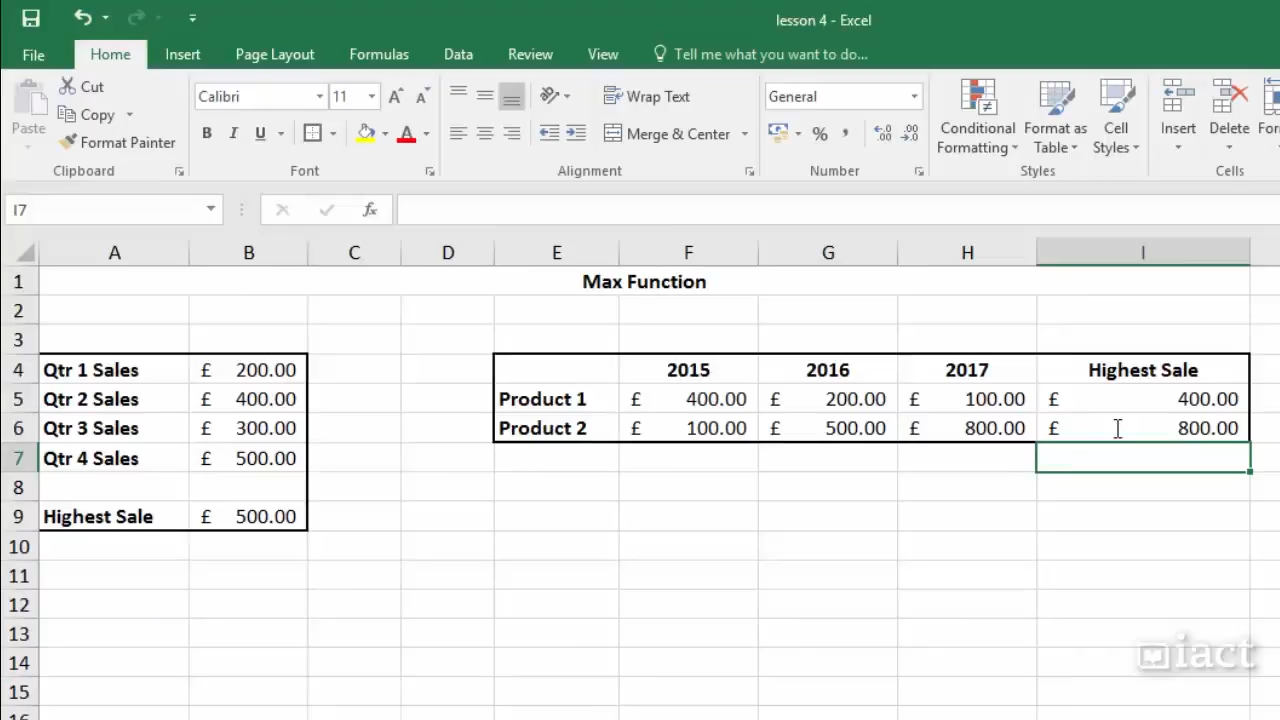 lesson 4 - Excel
File Home Insert Page Layout Formulas Data Review View Tell me what you want to do...
Paste
Cut
Copy
Format Painter
Clipboard
Calibri 11 A A
B I U A
Font
Wrap Text
Merge & Center
Alignment
General
% , .00 .0
Number
Conditional Formatting
Format as Table
Cell Styles
Styles
Insert
Delete
Cells
I7 fx
A B C D E F G H I
1 Max Function
2
3
4 Qtr 1 Sales £ 200.00 2015 2016 2017 Highest Sale
5 Qtr 2 Sales £ 400.00 Product 1 £ 400.00 £ 200.00 £ 100.00 £ 400.00
6 Qtr 3 Sales £ 300.00 Product 2 £ 100.00 £ 500.00 £ 800.00 £ 800.00
7 Qtr 4 Sales £ 500.00
8
9 Highest Sale £ 500.00
10
11
12
13
14
15
iact